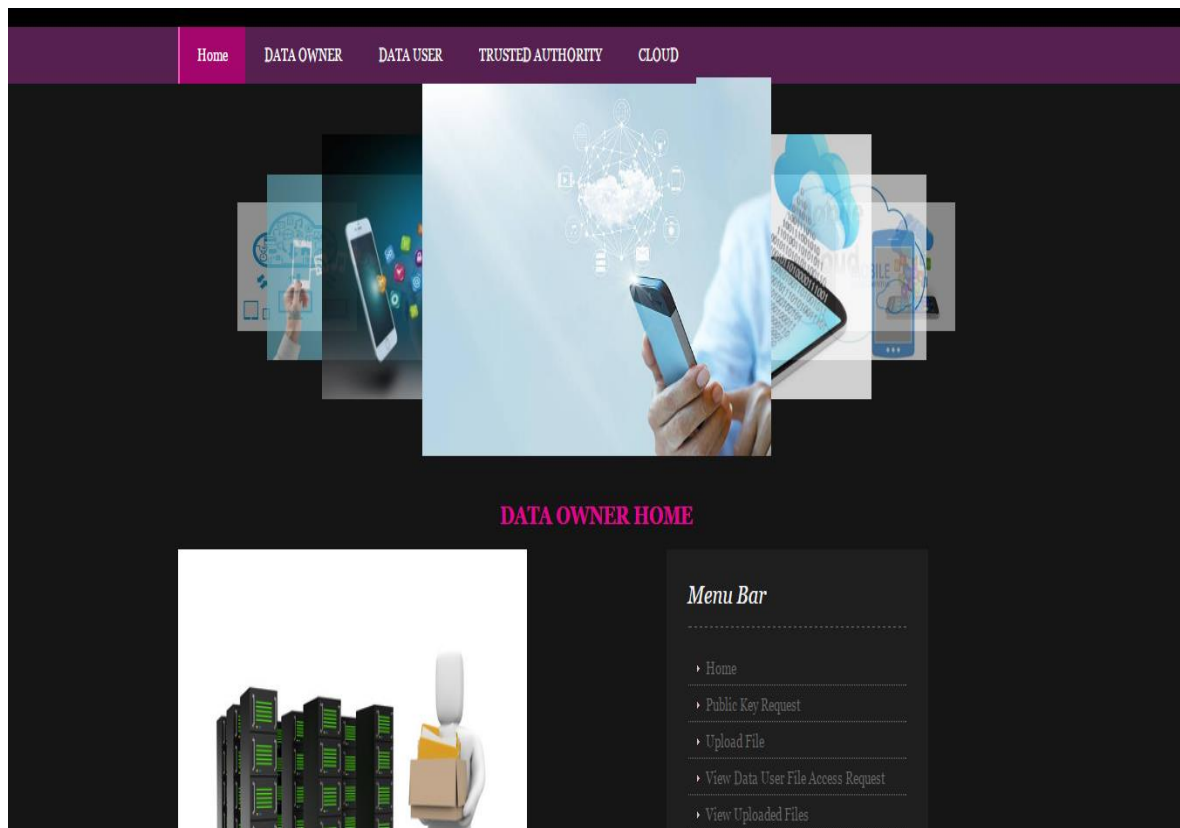 Home DATA OWNER DATA USER TRUSTED AUTHORITY CLOUD
DATA OWNER HOME
Menu Bar
Home
Public Key Request
Upload File
View Data User File Access Request
View Uploaded Files